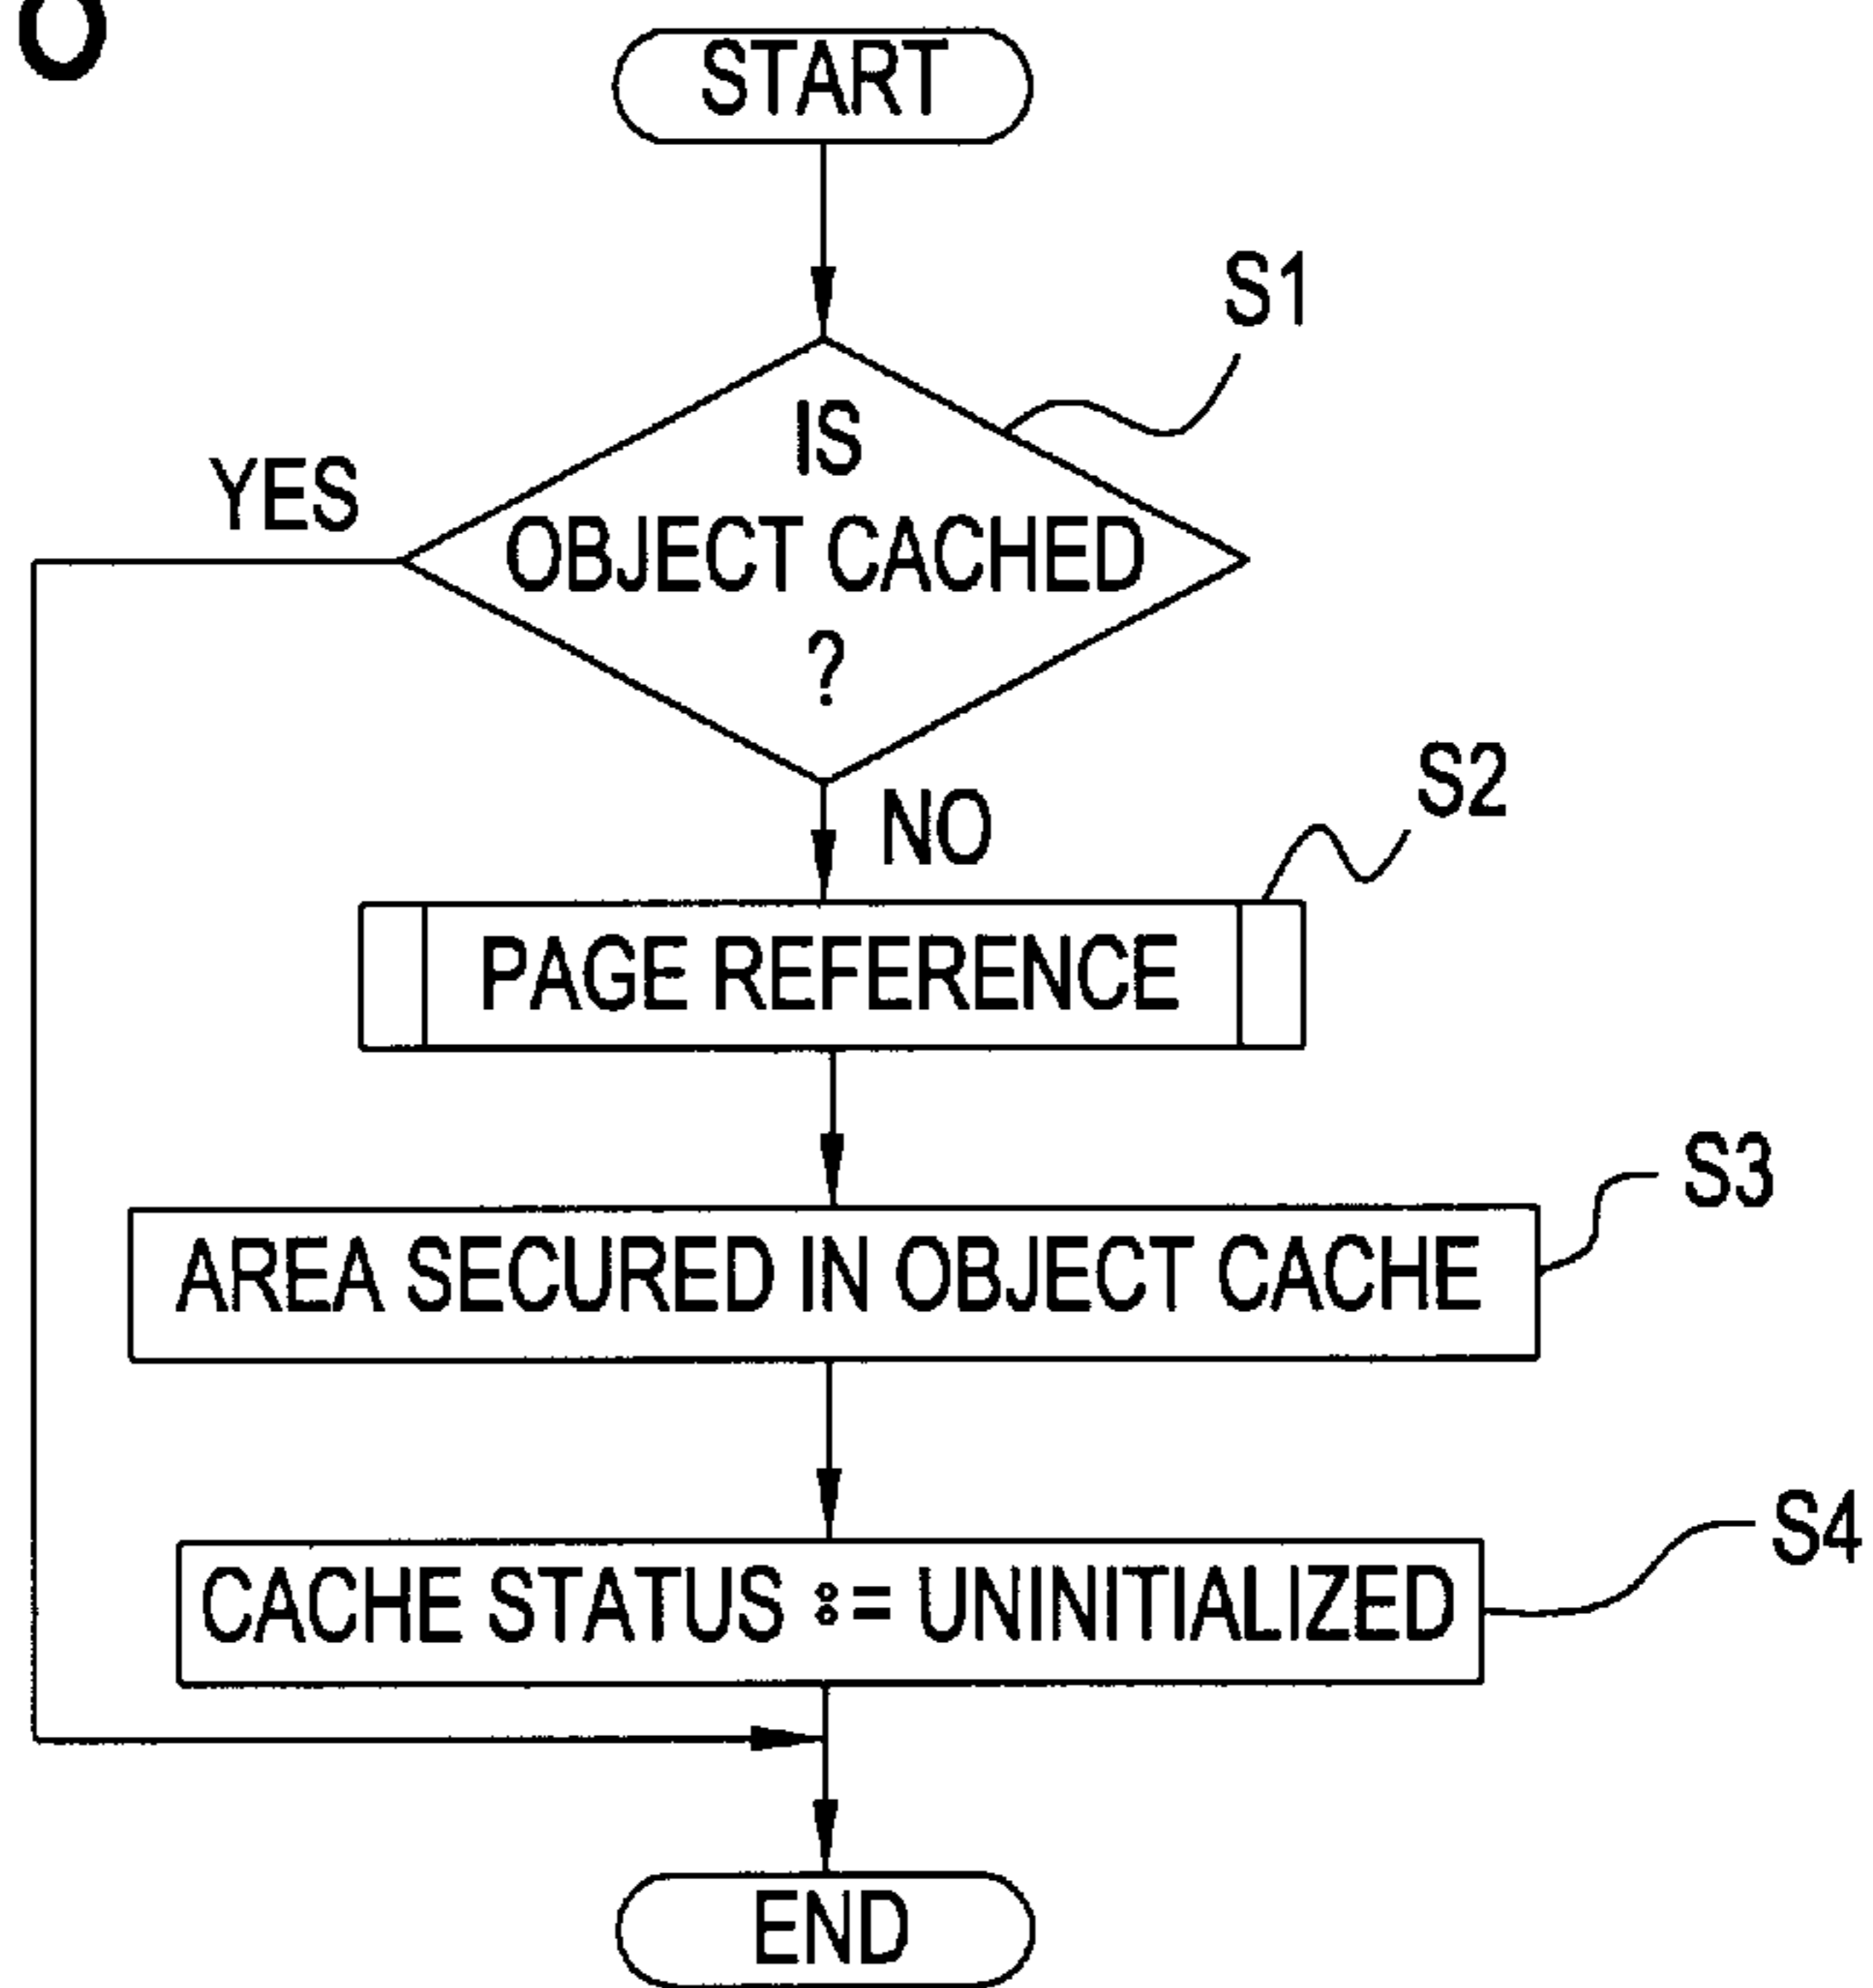 START
S1
IS
OBJECT CACHED
?
YES
NO
S2
PAGE REFERENCE
S3
AREA SECURED IN OBJECT CACHE
S4
CACHE STATUS := UNINITIALIZED
END